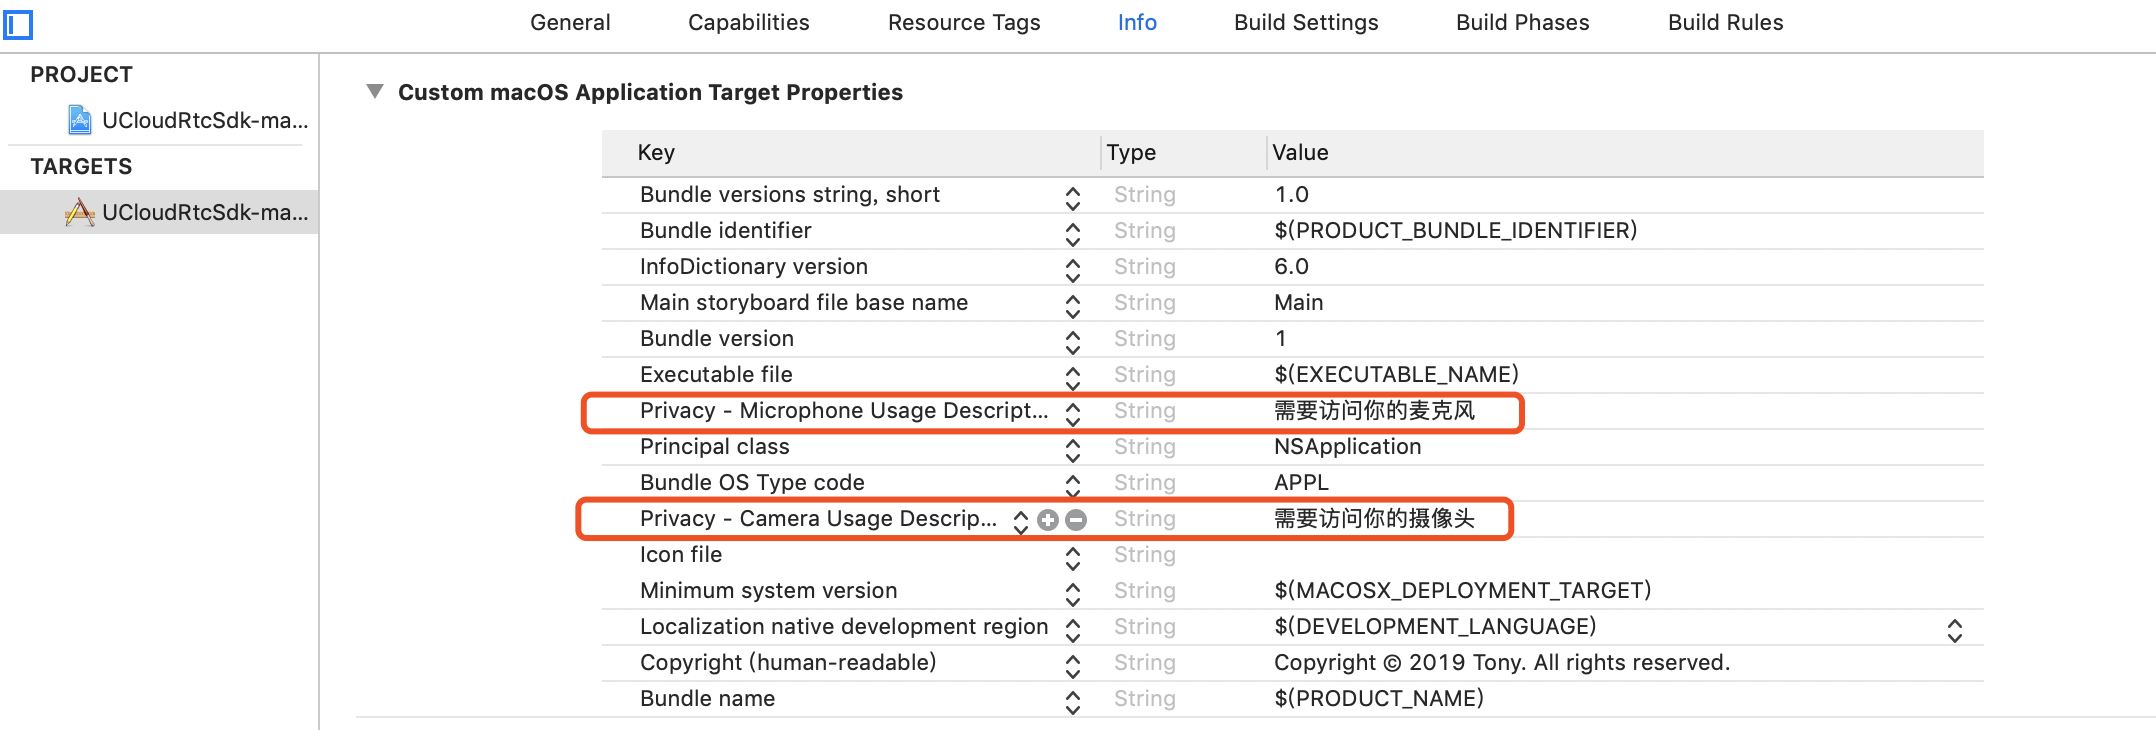 General Capabilities Resource Tags Info Build Settings Build Phases Build Rules
PROJECT
UCloudRtcSdk-ma...
TARGETS
UCloudRtcSdk-ma...
Custom macOS Application Target Properties
Key Type Value
Bundle versions string, short String 1.0
Bundle identifier String $(PRODUCT_BUNDLE_IDENTIFIER)
InfoDictionary version String 6.0
Main storyboard file base name String Main
Bundle version String 1
Executable file String $(EXECUTABLE_NAME)
Privacy - Microphone Usage Descript... String 需要访问你的麦克风
Principal class String NSApplication
Bundle OS Type code String APPL
Privacy - Camera Usage Descrip... String 需要访问你的摄像头
Icon file String
Minimum system version String $(MACOSX_DEPLOYMENT_TARGET)
Localization native development region String $(DEVELOPMENT_LANGUAGE)
Copyright (human-readable) String Copyright © 2019 Tony. All rights reserved.
Bundle name String $(PRODUCT_NAME)